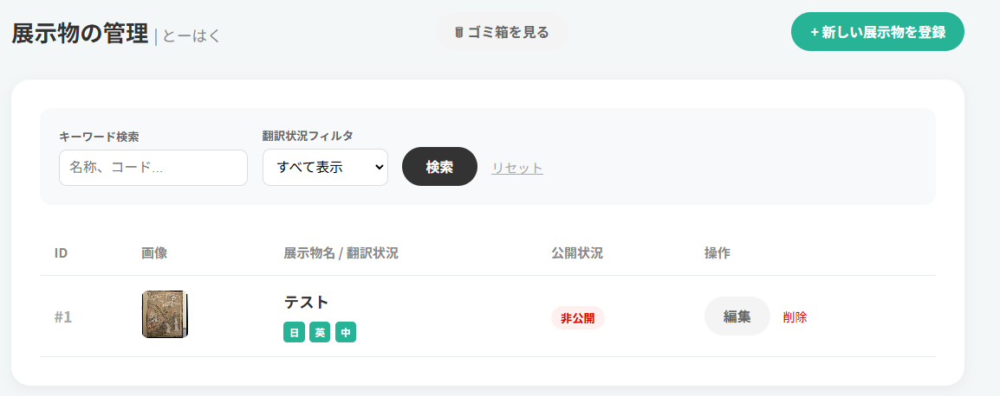 展示物の管理 | とーはく
🗑 ゴミ箱を見る
+ 新しい展示物を登録
キーワード検索
翻訳状況フィルタ
名称、コード...
すべて表示
検索
リセット
ID 画像 展示物名 / 翻訳状況 公開状況 操作
#1
テスト
日 英 中
非公開
編集
削除